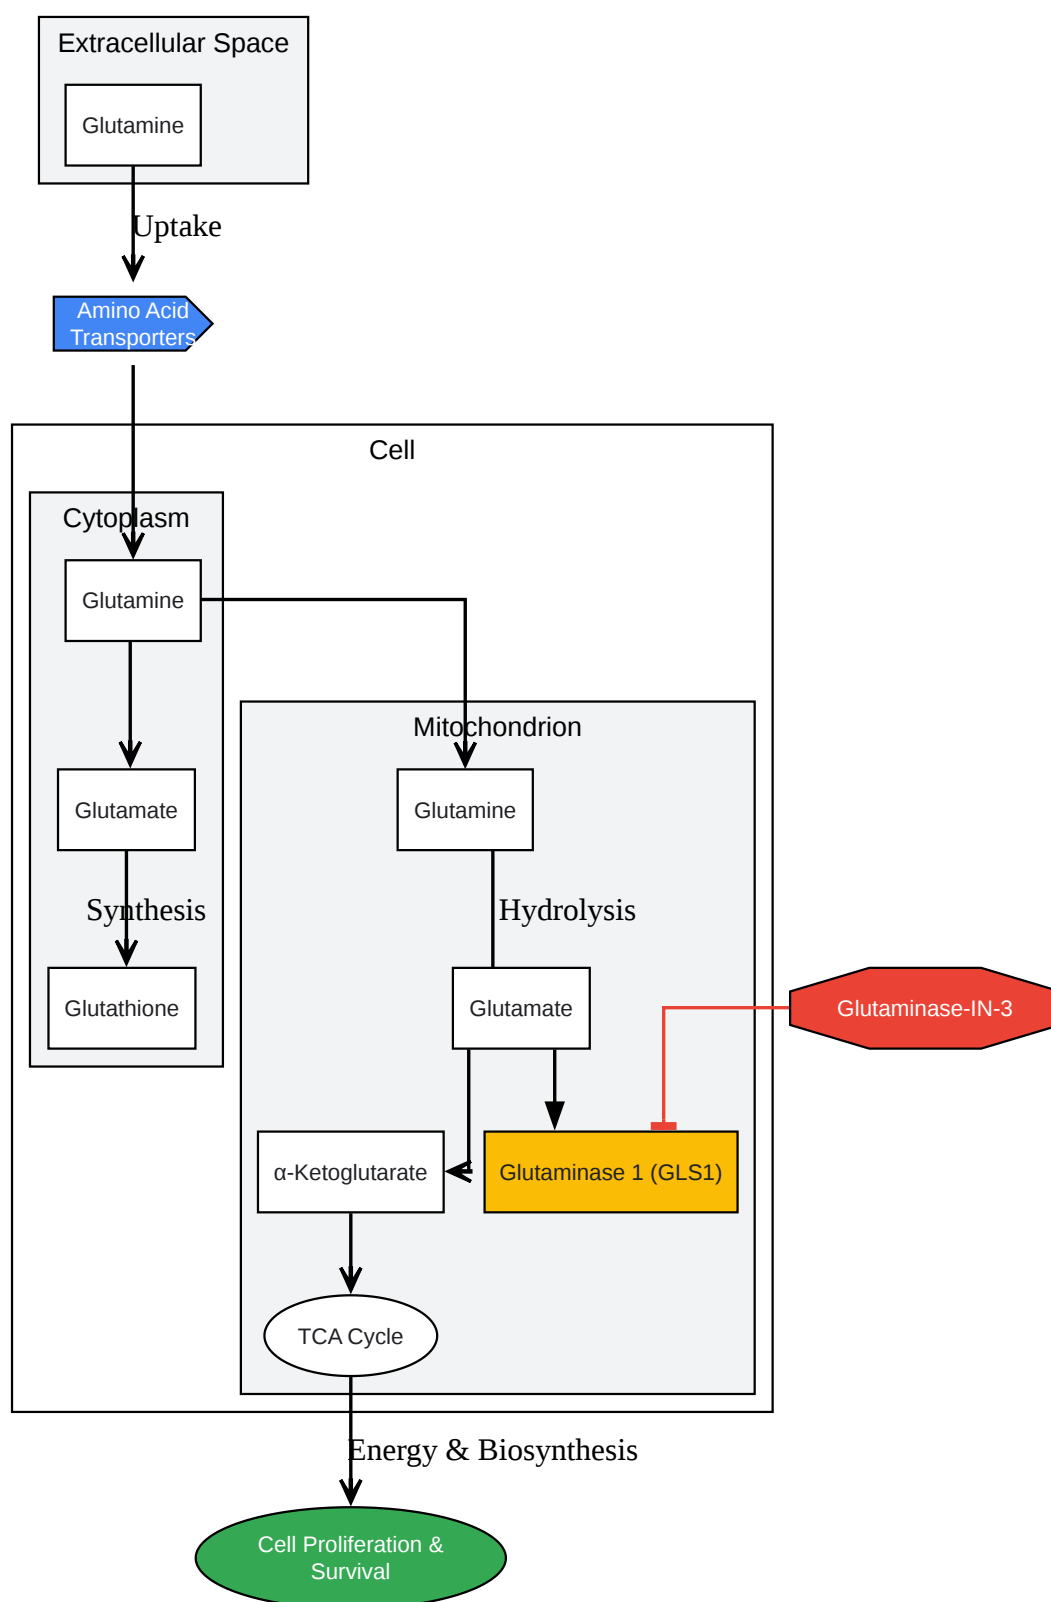 Extracellular Space
Glutamine
Uptake
Amino Acid
Transporters
Cell
Cytoplasm
Glutamine
Mitochondrion
Glutamate
Glutamine
Synthesis
Hydrolysis
Glutathione
Glutamate
Glutaminase-IN-3
α-Ketoglutarate
Glutaminase 1 (GLS1)
TCA Cycle
Energy & Biosynthesis
Cell Proliferation &
Survival